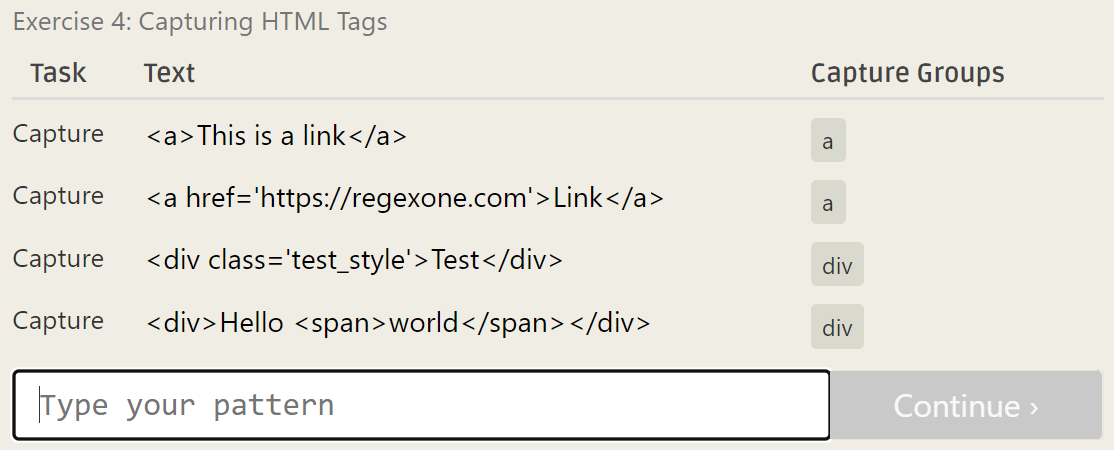 Exercise 4: Capturing HTML Tags
Task Text Capture Groups
Capture <a>This is a link</a> a
Capture <a href='https://regexone.com'>Link</a> a
Capture <div class='test_style'>Test</div> div
Capture <div>Hello <span>world</span></div> div
Type your pattern Continue ›